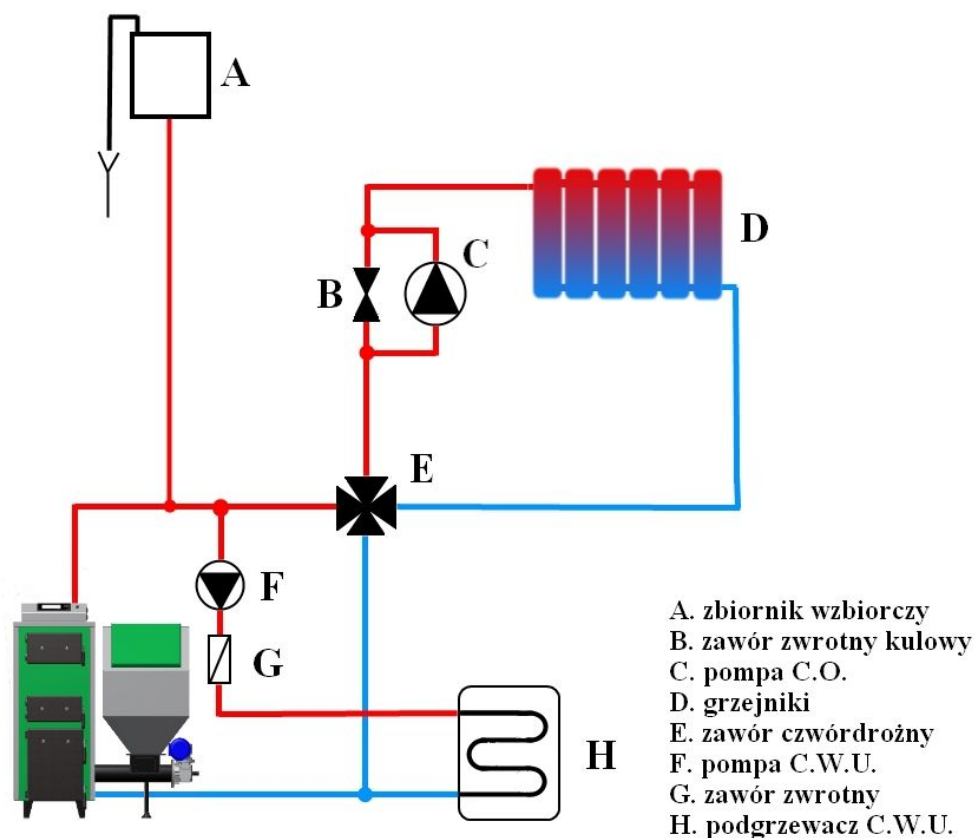 A
B
C
D
E
F
G
H
A. zbiornik wzbiorczy
B. zawór zwrotny kulowy
C. pompa C.O.
D. grzejniki
E. zawór czwórdrożny
F. pompa C.W.U.
G. zawór zwrotny
H. podgrzewacz C.W.U.